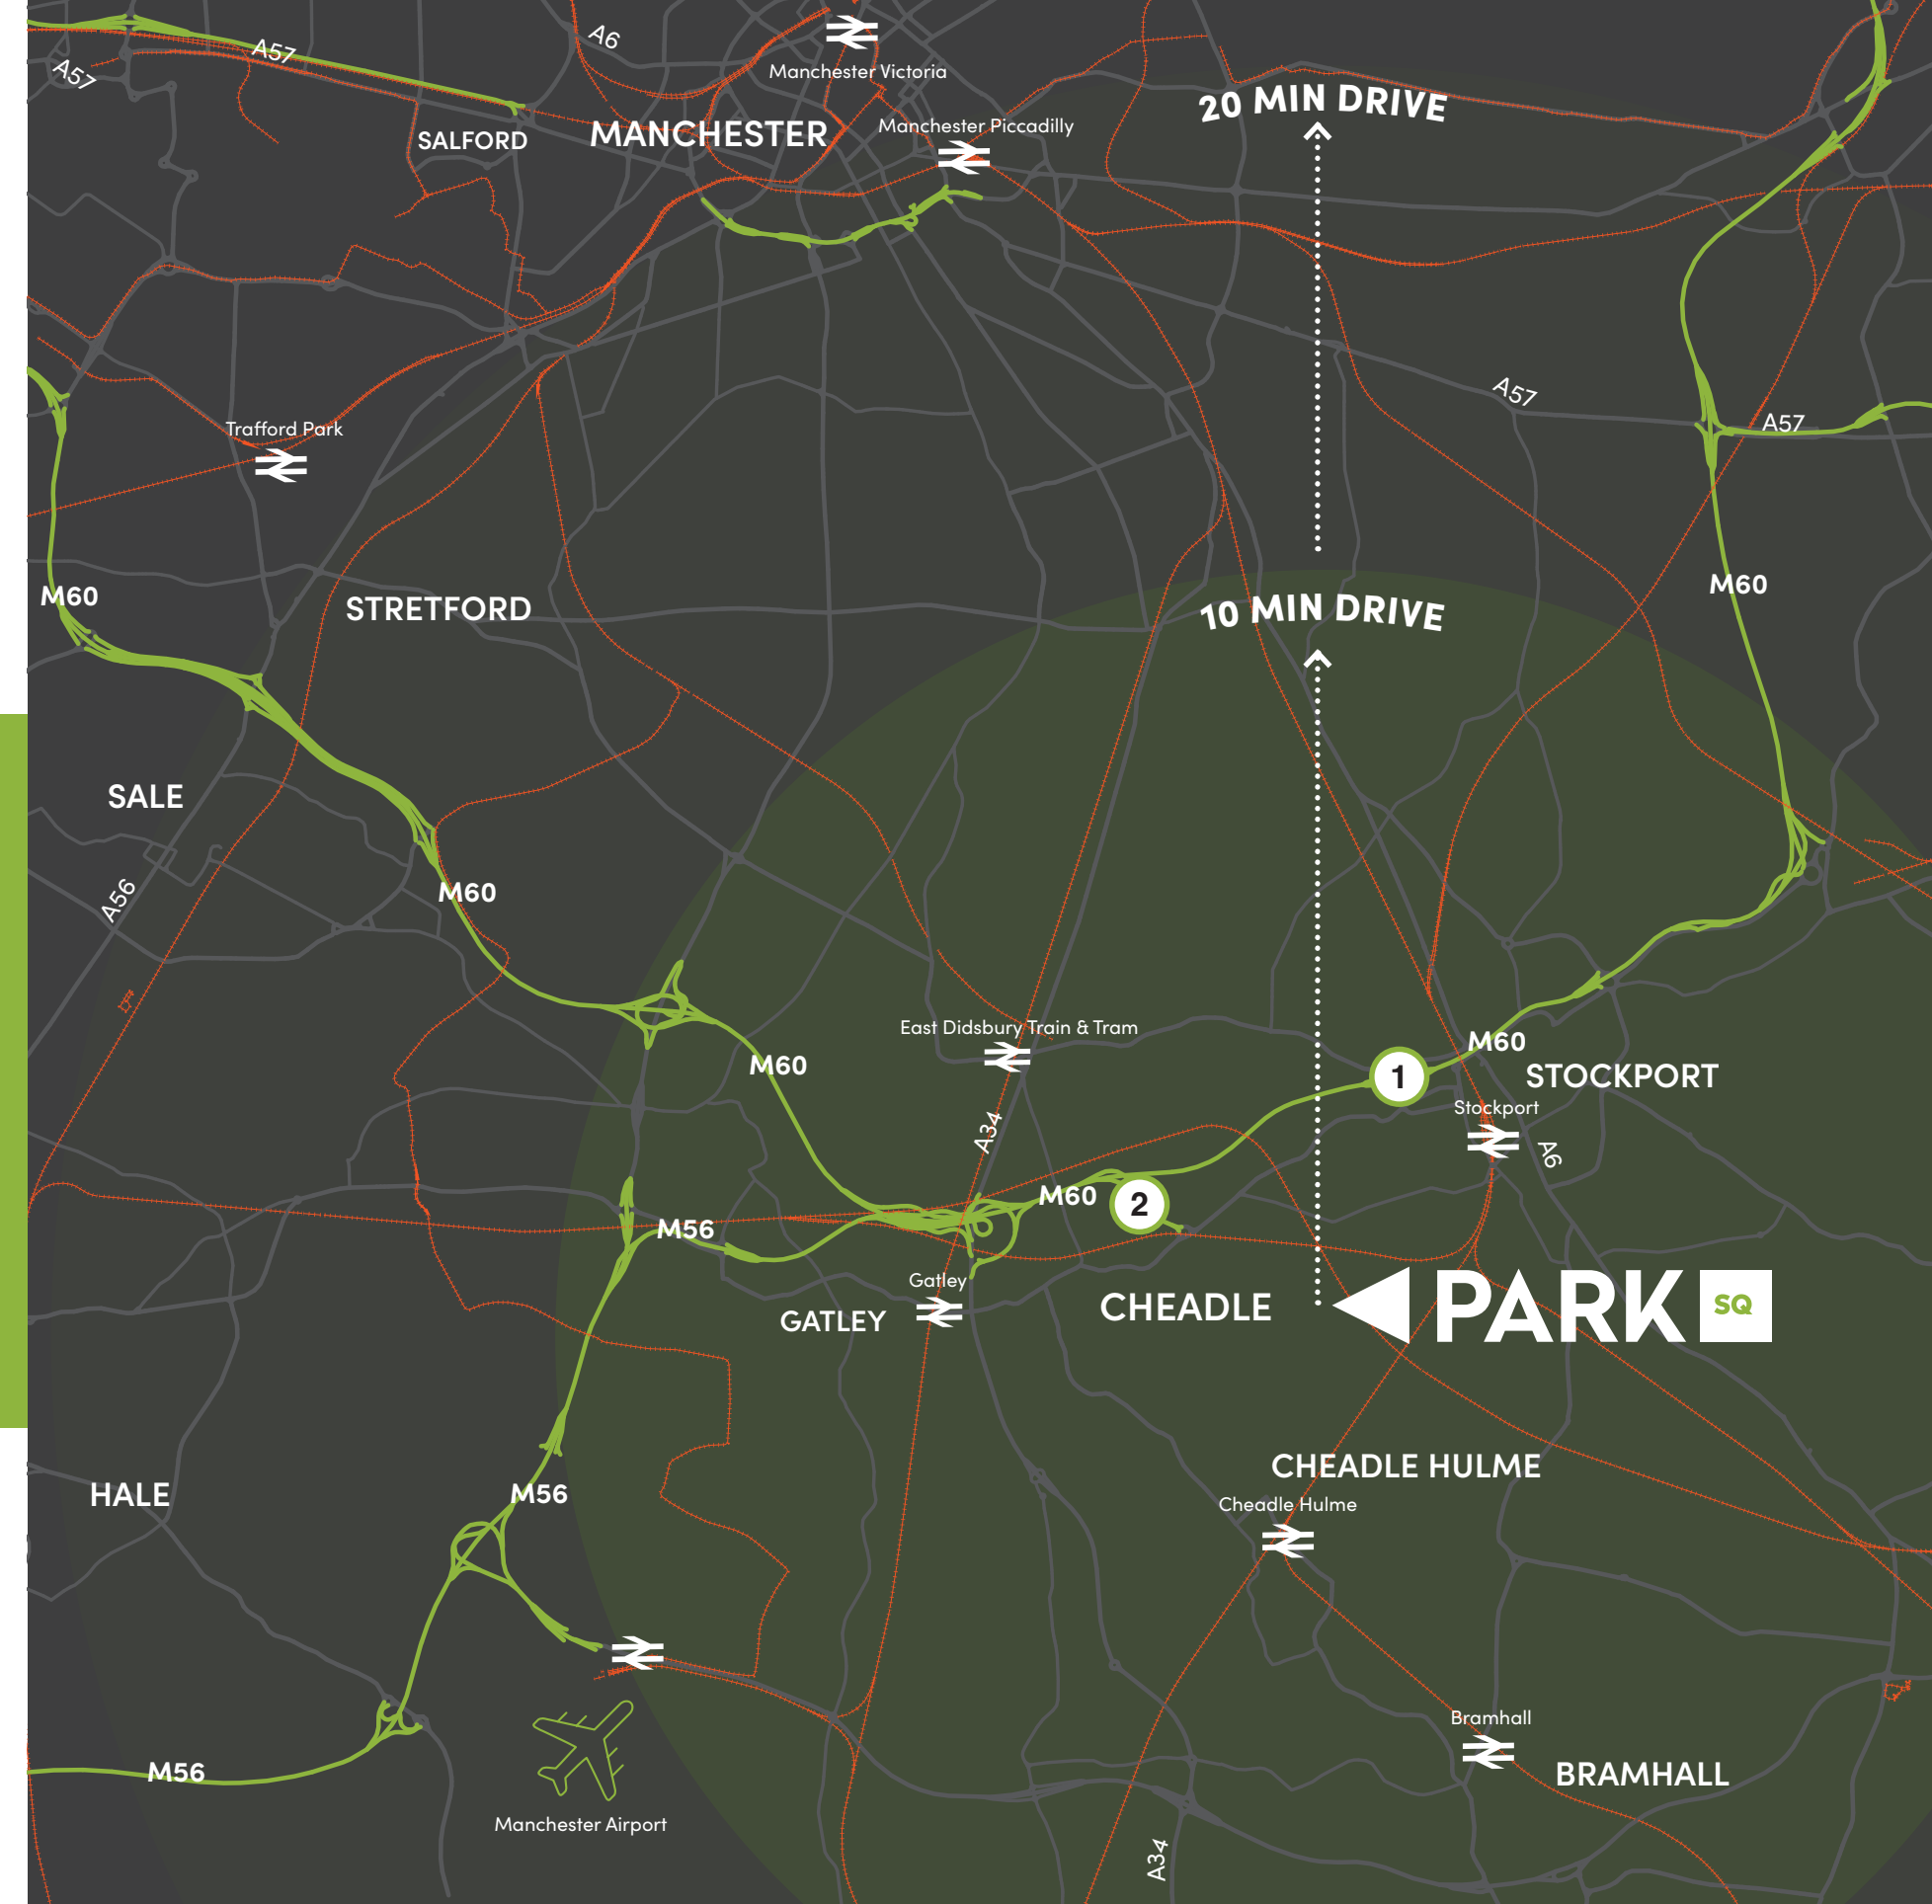 A6
A57
A57
Manchester Victoria
20 MIN DRIVE
Manchester Piccadilly
MANCHESTER
SALFORD
A57
A57
Trafford Park
M60
M60
STRETFORD
10 MIN DRIVE
SALE
M60
A56
East Didsbury Train & Tram
M60
M60
1
STOCKPORT
Stockport
A34
A6
M60
2
M56
Gatley
GATLEY
CHEADLE
PARK SQ
CHEADLE HULME
Cheadle Hulme
HALE
M56
Bramhall
BRAMHALL
M56
Manchester Airport
A34